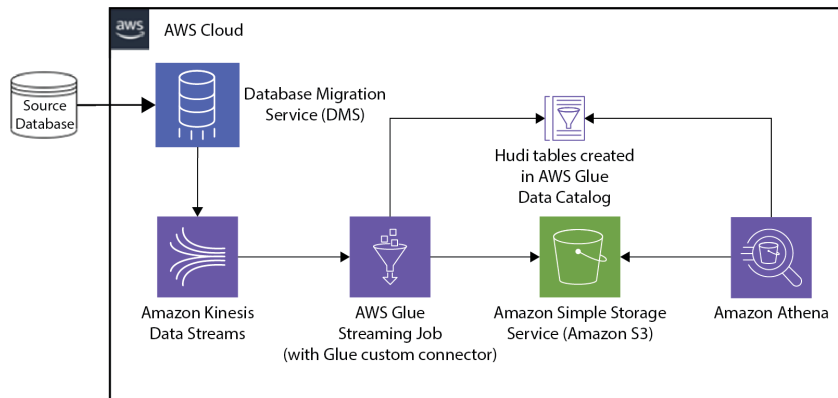 aws
AWS Cloud
Source
Database
Database Migration
Service (DMS)
Hudi tables created
in AWS Glue
Data Catalog
Amazon Kinesis
Data Streams
AWS Glue
Streaming Job
(with Glue custom connector)
Amazon Simple Storage
Service (Amazon S3)
Amazon Athena